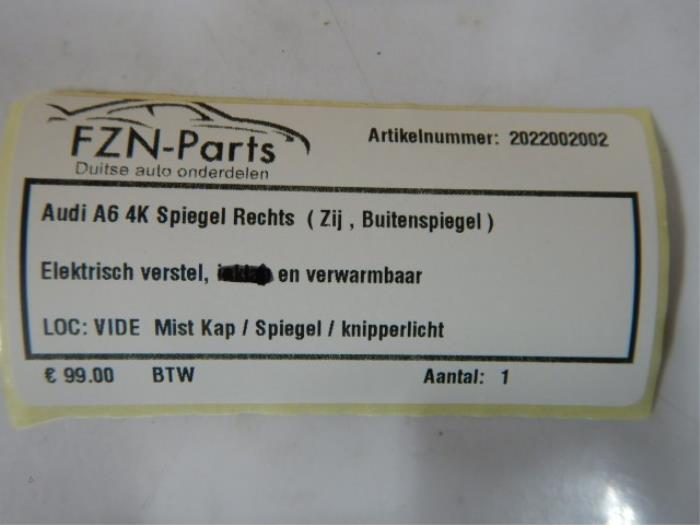 FZN-Parts
Duitse auto onderdelen
Artikelnummer: 2022002002
Audi A6 4K Spiegel Rechts ( Zij , Buitenspiegel )
Elektrisch verstel, en verwarmbaar
LOC: VIDE Mist Kap / Spiegel / knipperlicht
€ 99.00 BTW Aantal: 1